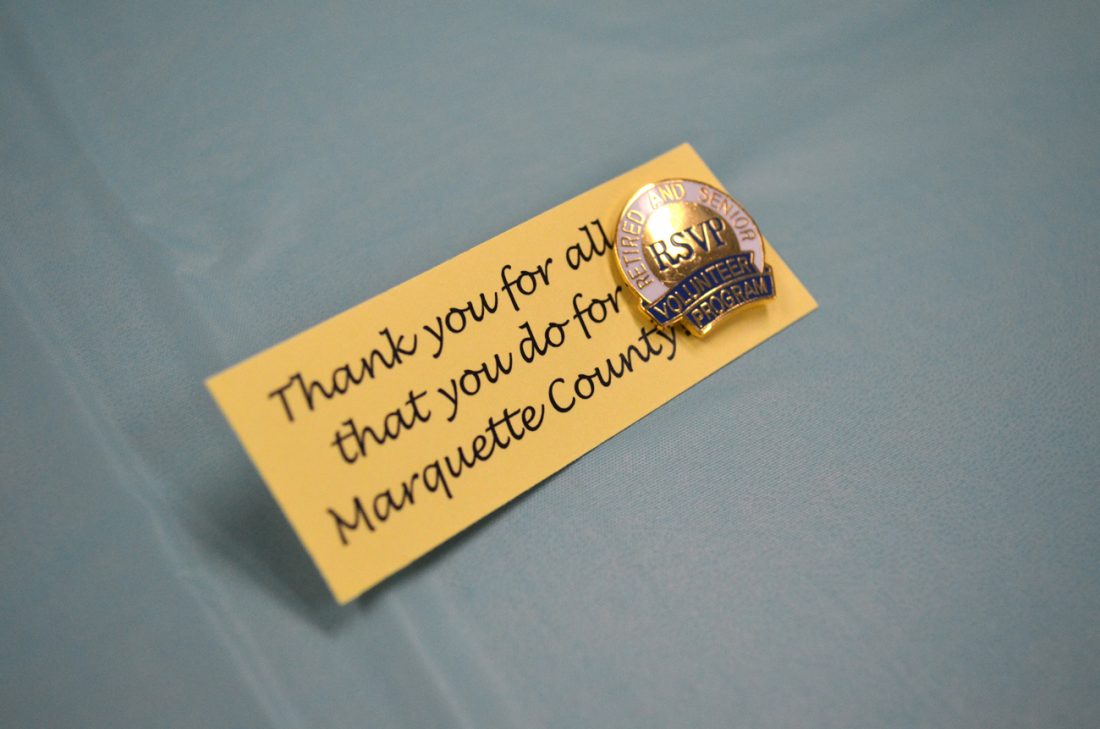 Thank you for all
that you do for
Marquette County!
RETIRED AND SENIOR
RSVP
VOLUNTEER
PROGRAM